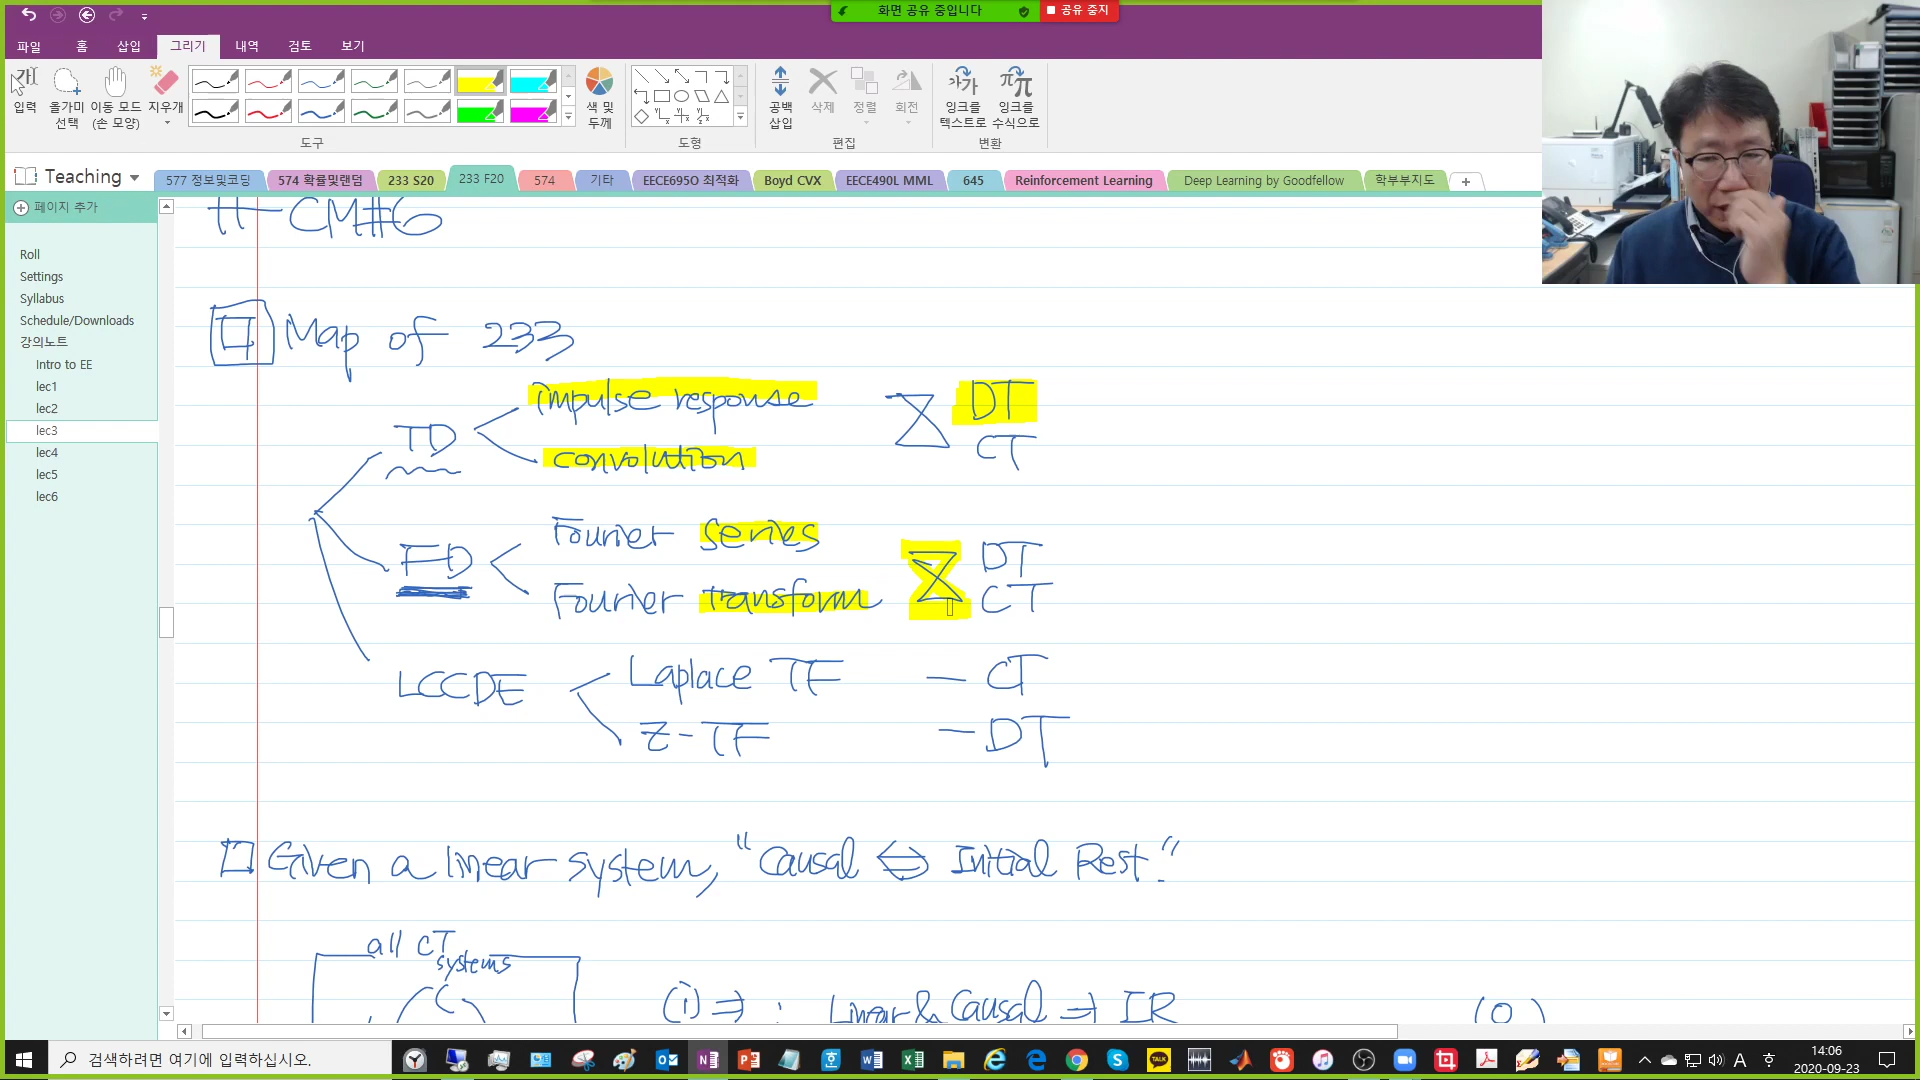 화면 공유 중입니다 공유 중지
파일 홈 삽입 그리기 내역 검토 보기
입력 올가미 선택 이동 모드 (손 모양) 지우개 색 및 두께 공백 삽입 삭제 정렬 회전 잉크를 텍스트로 잉크를 수식으로
도구 도형 편집 변환
Teaching 577 정보및코딩 574 확률및랜덤 233 S20 233 F20 574 기타 EECE695O 최적화 Boyd CVX EECE490L MML 645 Reinforcement Learning Deep Learning by Goodfellow 학부부지도
페이지 추가
Roll
Settings
Syllabus
Schedule/Downloads
강의노트
Intro to EE
lec1
lec2
lec3
lec4
lec5
lec6
CM#6
Map of 233
TD impulse response DT
convolution CT
FD Fourier Series DT
Fourier transform CT
LCCDE Laplace TF — CT
Z-TF — DT
□ Given a linear system, "Causal ⇔ Initial Rest."
all CT systems
(i) ⇒ : Linear & Causal → IR (0)
검색하려면 여기에 입력하십시오.
A 14:06
2020-09-23